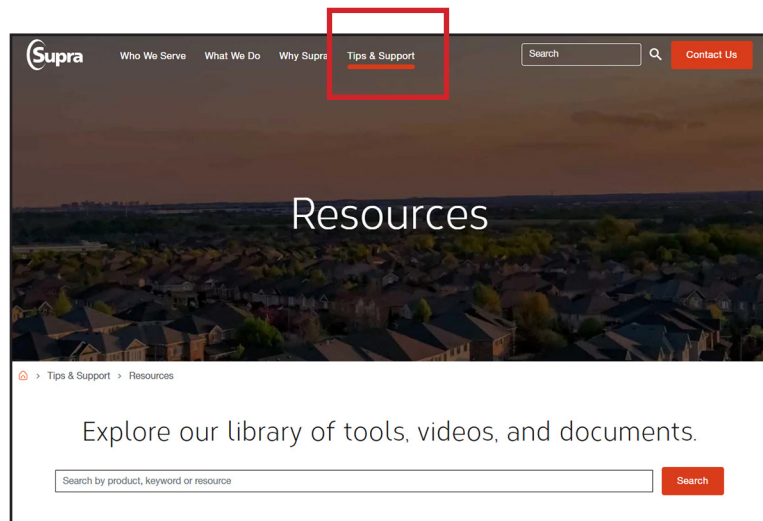 Supra Who We Serve What We Do Why Supra Tips & Support Search Contact Us
Resources
> Tips & Support > Resources
Explore our library of tools, videos, and documents.
Search by product, keyword or resource Search